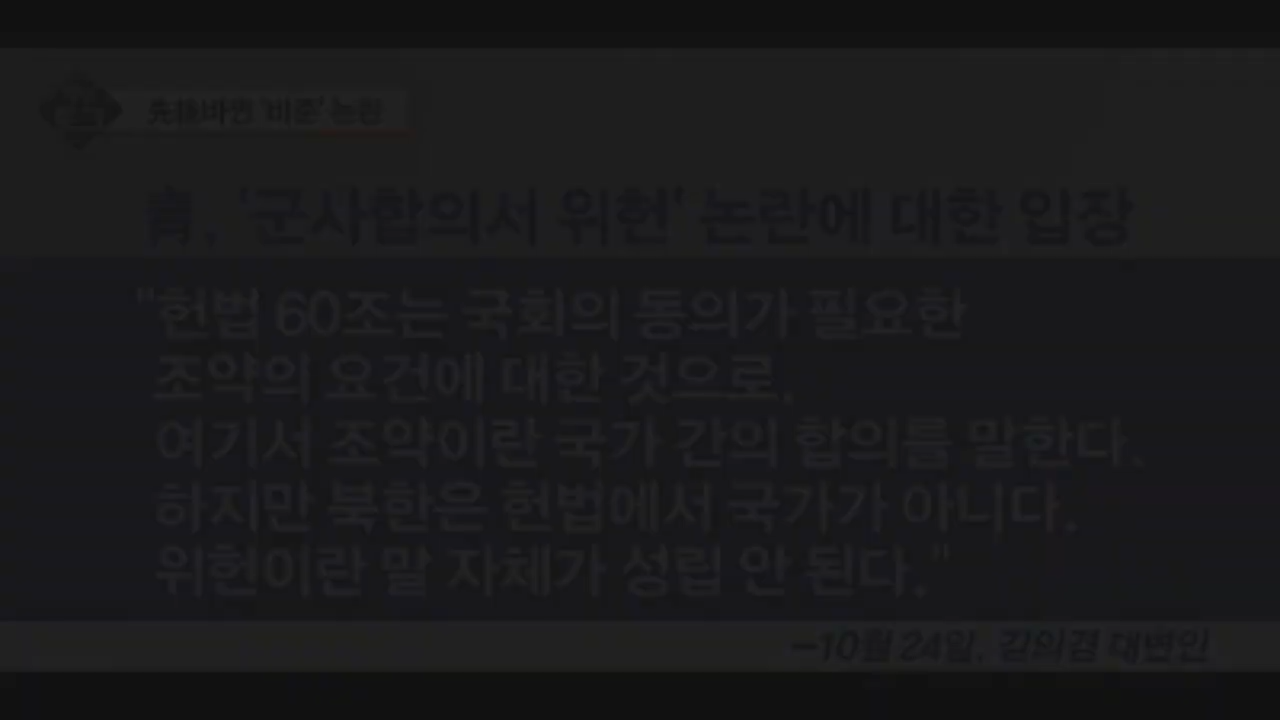 先後바뀐 '비준' 논란
靑, '군사합의서 위헌' 논란에 대한 입장
"헌법 60조는 국회의 동의가 필요한
조약의 요건에 대한 것으로,
여기서 조약이란 국가 간의 합의를 말한다.
하지만 북한은 헌법에서 국가가 아니다.
위헌이란 말 자체가 성립 안 된다."
–10월 24일, 김의겸 대변인